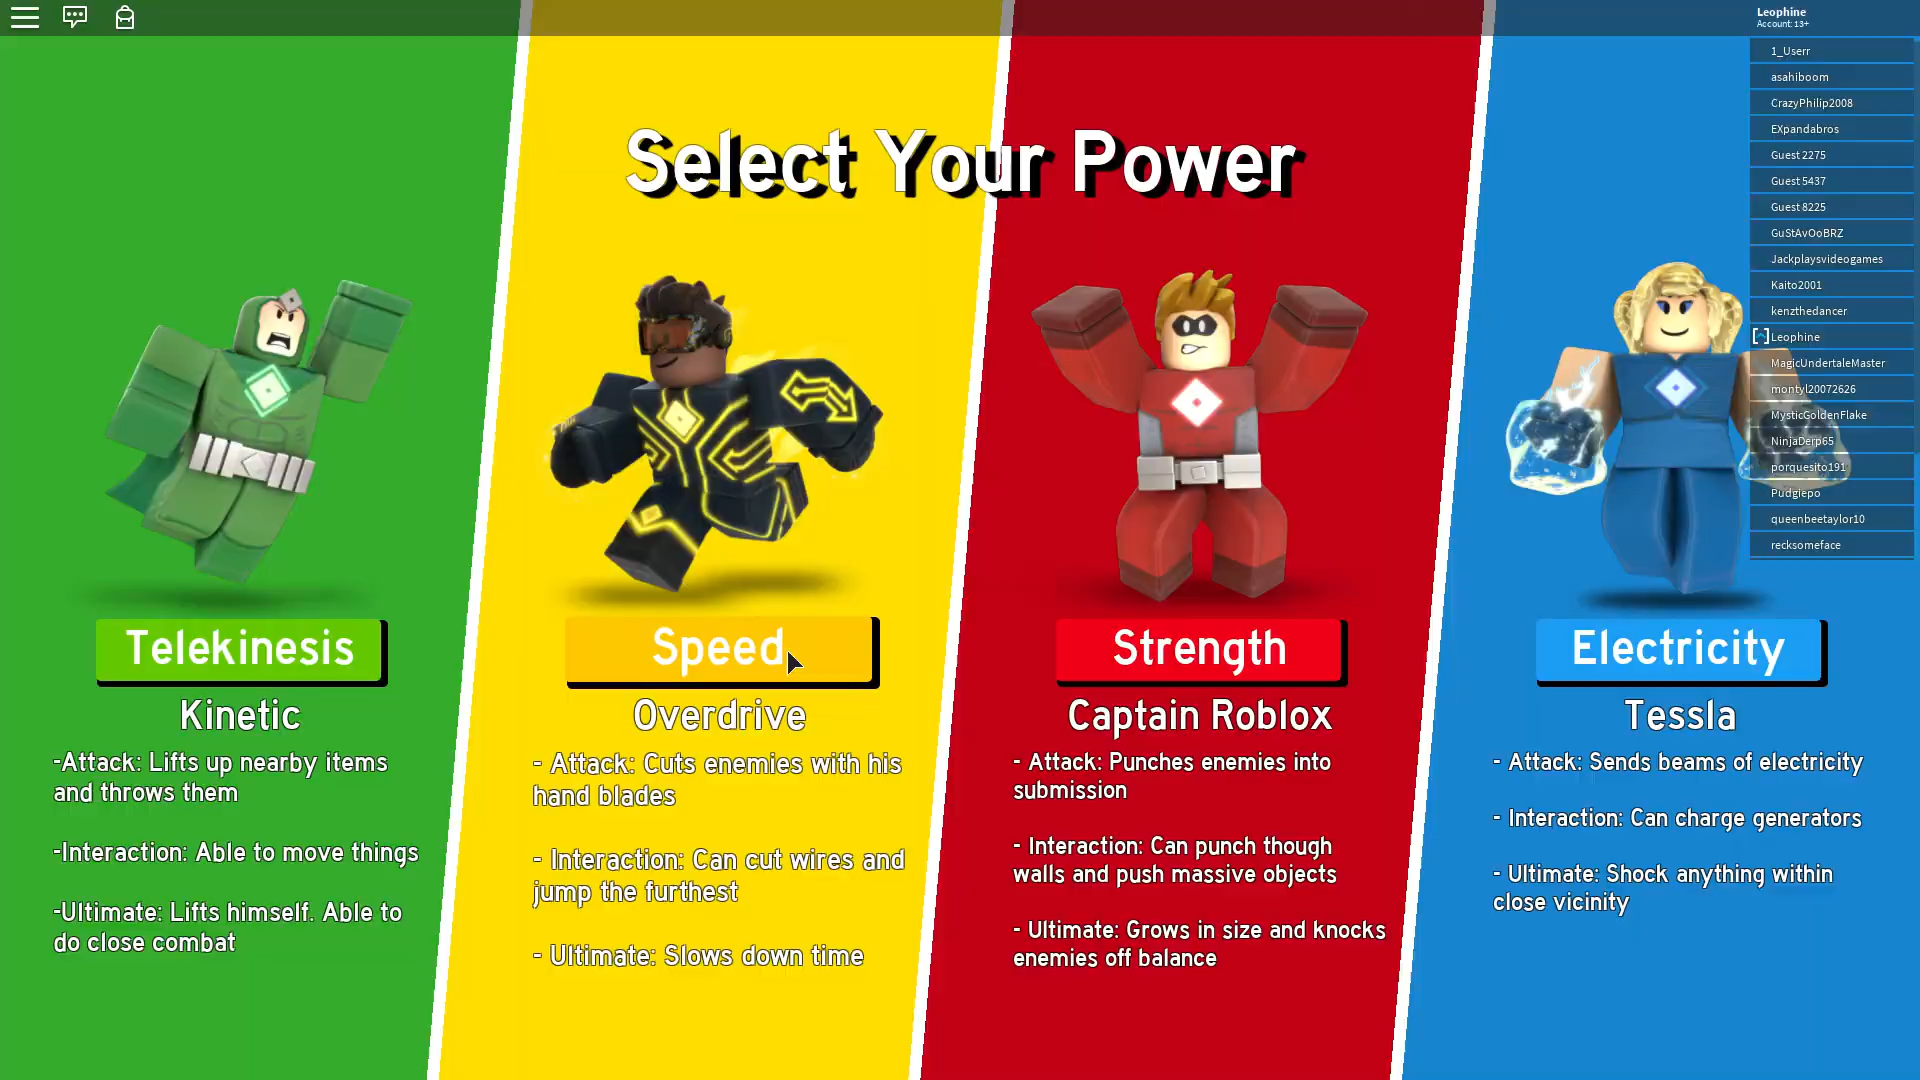 Leophine
Account: 13+
1_Userr
asahiboom
CrazyPhilip2008
EXpandabros
Guest 2275
Guest 5437
Guest 8225
GuStAvOoBRZ
Jackplaysvideogames
Kaito2001
kenzthedancer
Leophine
MagicUndertaleMaster
montyl20072626
MysticGoldenFlake
NinjaDerp65
porquesito191
Pudgiepo
queenbeetaylor10
recksomeface
Select Your Power
Telekinesis
Kinetic
-Attack: Lifts up nearby items
and throws them
-Interaction: Able to move things
-Ultimate: Lifts himself. Able to
do close combat
Speed
Overdrive
- Attack: Cuts enemies with his
hand blades
- Interaction: Can cut wires and
jump the furthest
- Ultimate: Slows down time
Strength
Captain Roblox
- Attack: Punches enemies into
submission
- Interaction: Can punch though
walls and push massive objects
- Ultimate: Grows in size and knocks
enemies off balance
Electricity
Tessla
- Attack: Sends beams of electricity
- Interaction: Can charge generators
- Ultimate: Shock anything within
close vicinity